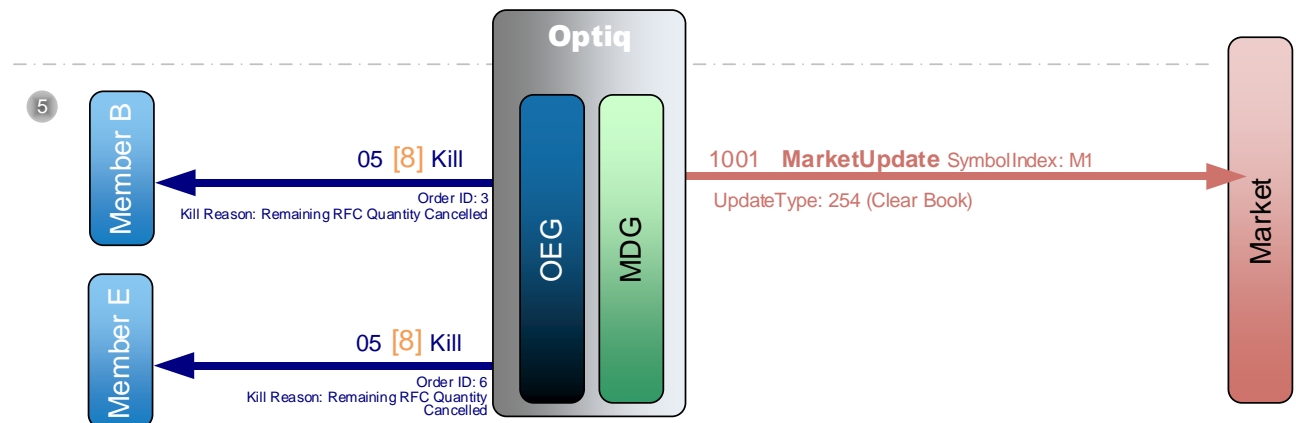 Optiq
5
Member B
05 [8] Kill
Order ID: 3
Kill Reason: Remaining RFC Quantity Cancelled
OEG
MDG
1001 MarketUpdate SymbolIndex: M1
UpdateType: 254 (Clear Book)
Market
Member E
05 [8] Kill
Order ID: 6
Kill Reason: Remaining RFC Quantity
Cancelled